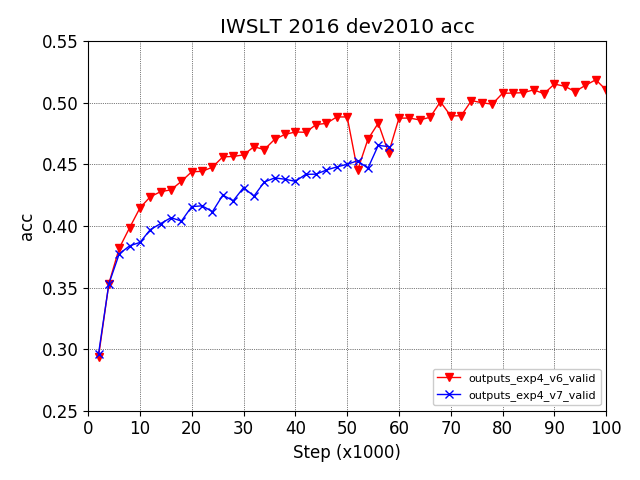 IWSLT 2016 dev2010 acc
0.55
0.50
0.45
0.40
0.35
0.30
0.25
acc
outputs_exp4_v6_valid
outputs_exp4_v7_valid
0 10 20 30 40 50 60 70 80 90 100
Step (x1000)